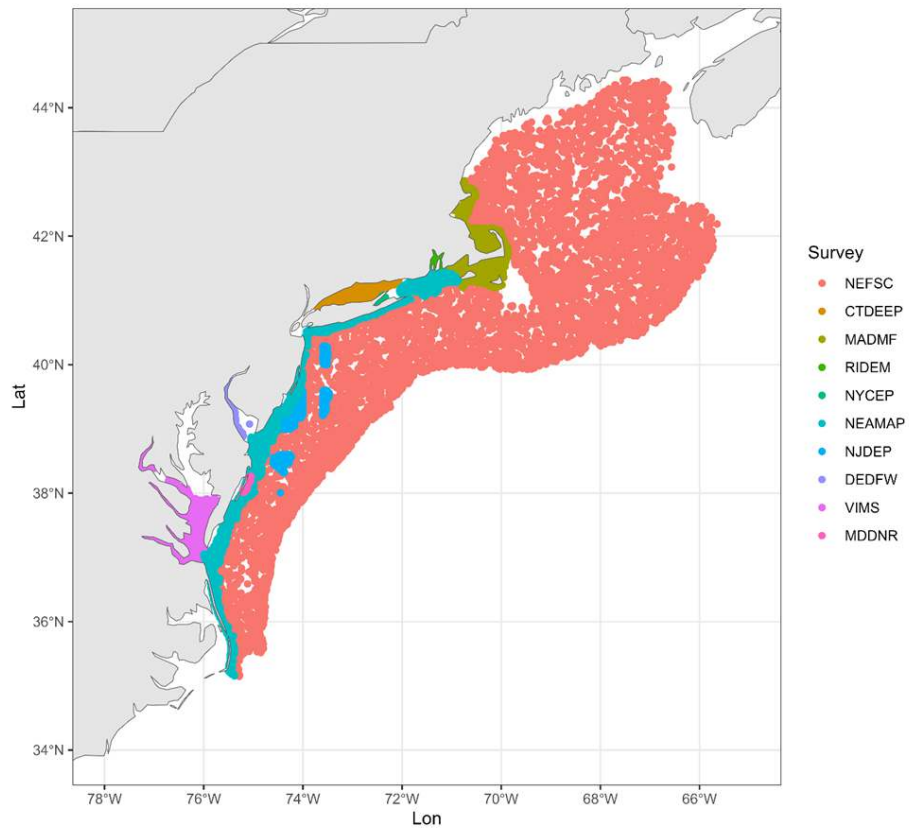 44°N
42°N
40°N
38°N
36°N
34°N
Lat
78°W 76°W 74°W 72°W 70°W 68°W 66°W
Lon
Survey
NEFSC
CTDEEP
MADMF
RIDEM
NYCEP
NEAMAP
NJDEP
DEDFW
VIMS
MDDNR